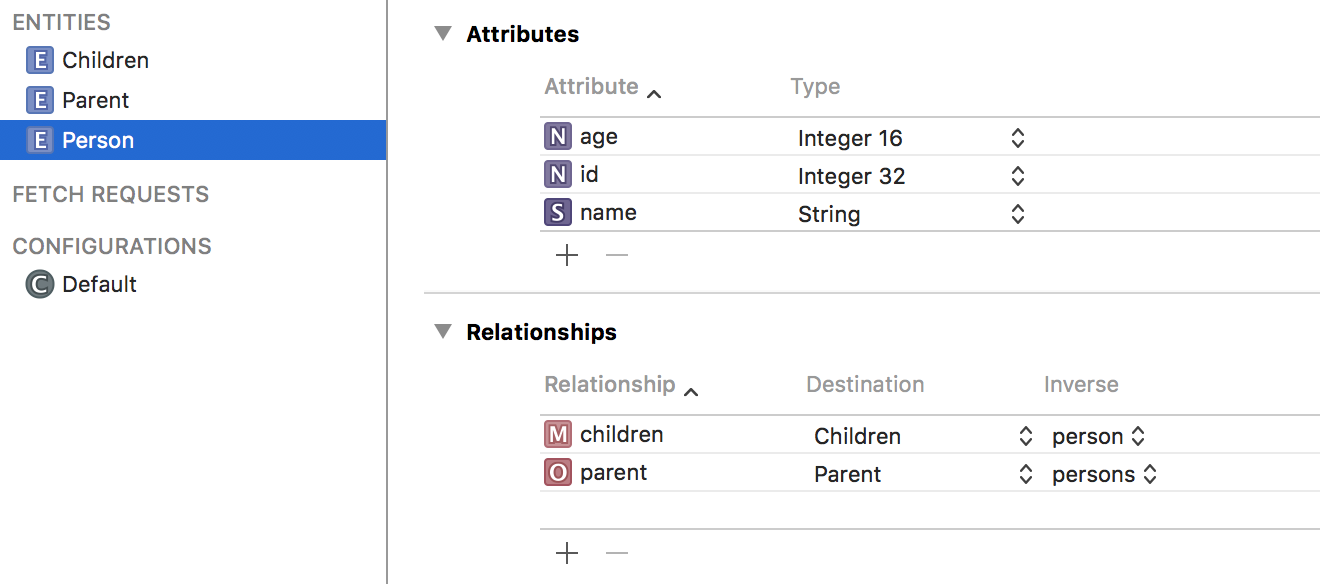 ENTITIES
E Children
E Parent
E Person
FETCH REQUESTS
CONFIGURATIONS
C Default
Attributes
Attribute Type
N age Integer 16
N id Integer 32
S name String
Relationships
Relationship Destination Inverse
M children Children person
O parent Parent persons